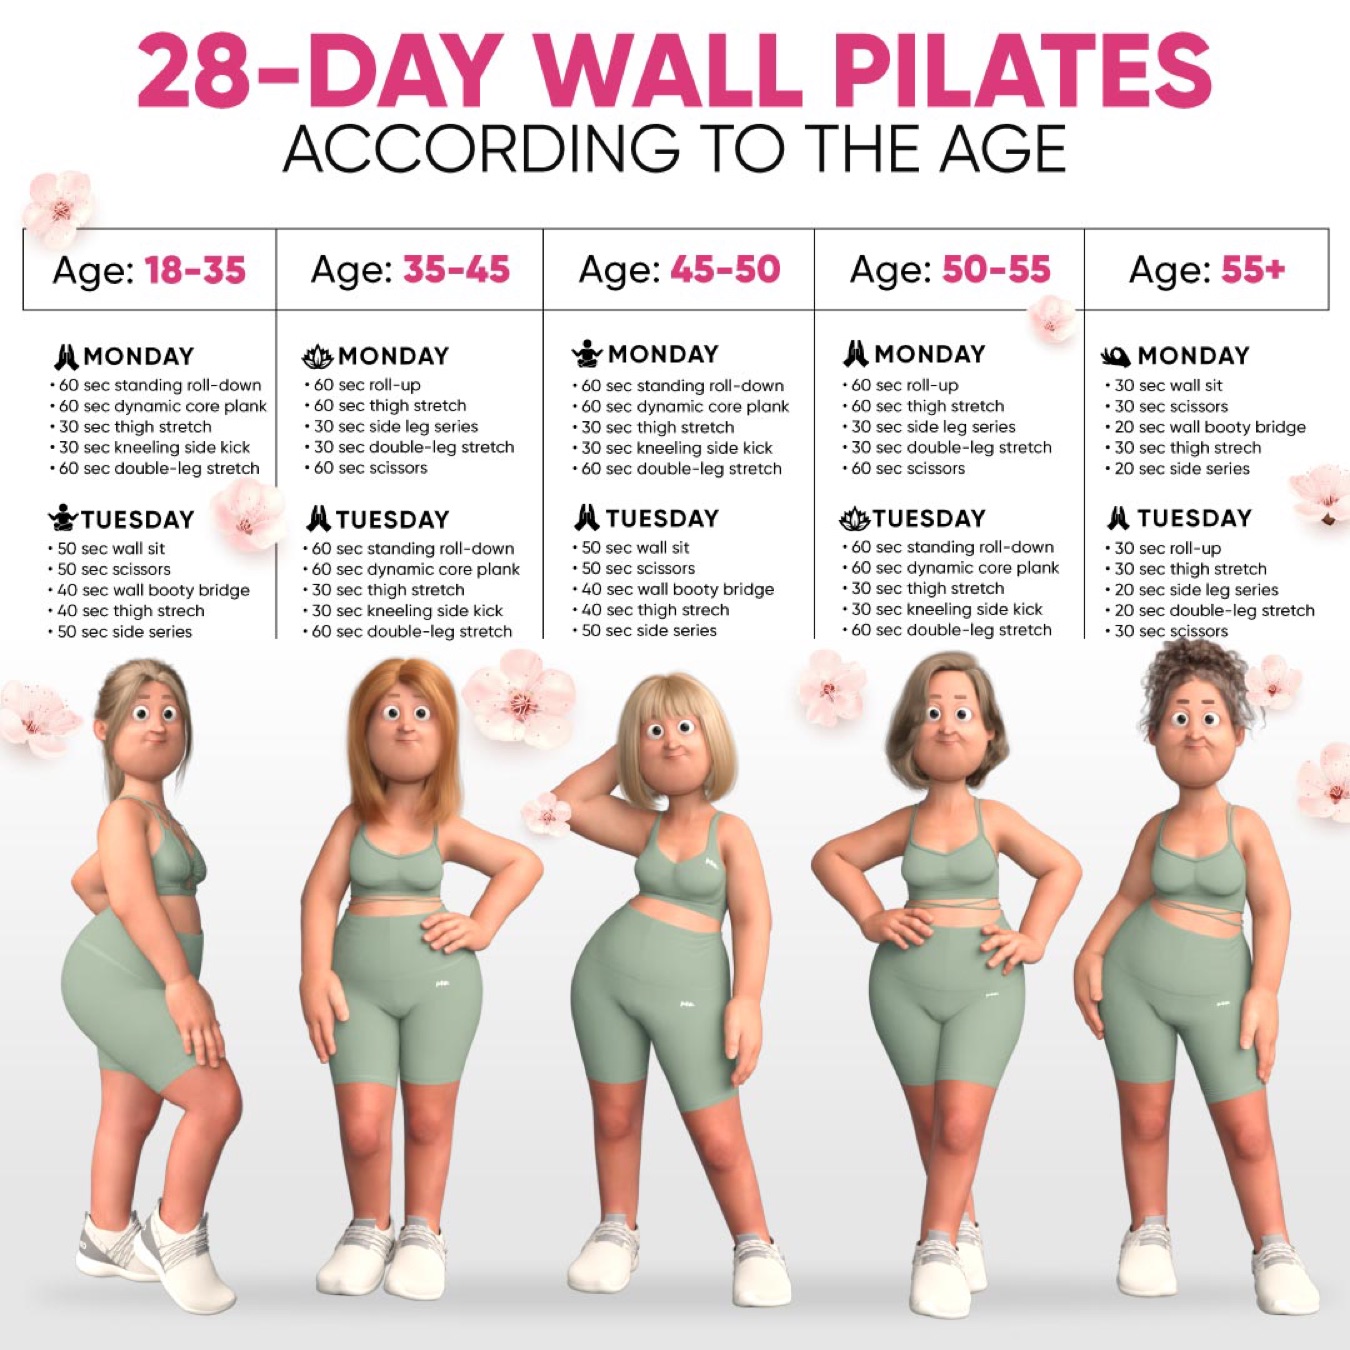 28-DAY WALL PILATES
ACCORDING TO THE AGE
Age: 18-35
MONDAY
• 60 sec standing roll-down
• 60 sec dynamic core plank
• 30 sec thigh stretch
• 30 sec kneeling side kick
• 60 sec double-leg stretch
TUESDAY
• 50 sec wall sit
• 50 sec scissors
• 40 sec wall booty bridge
• 40 sec thigh strech
• 50 sec side series
Age: 35-45
MONDAY
• 60 sec roll-up
• 60 sec thigh stretch
• 30 sec side leg series
• 30 sec double-leg stretch
• 60 sec scissors
TUESDAY
• 60 sec standing roll-down
• 60 sec dynamic core plank
• 30 sec thigh stretch
• 30 sec kneeling side kick
• 60 sec double-leg stretch
Age: 45-50
MONDAY
• 60 sec standing roll-down
• 60 sec dynamic core plank
• 30 sec thigh stretch
• 30 sec kneeling side kick
• 60 sec double-leg stretch
TUESDAY
• 50 sec wall sit
• 50 sec scissors
• 40 sec wall booty bridge
• 40 sec thigh strech
• 50 sec side series
Age: 50-55
MONDAY
• 60 sec roll-up
• 60 sec thigh stretch
• 30 sec side leg series
• 30 sec double-leg stretch
• 60 sec scissors
TUESDAY
• 60 sec standing roll-down
• 60 sec dynamic core plank
• 30 sec thigh stretch
• 30 sec kneeling side kick
• 60 sec double-leg stretch
Age: 55+
MONDAY
• 30 sec wall sit
• 30 sec scissors
• 20 sec wall booty bridge
• 30 sec thigh strech
• 20 sec side series
TUESDAY
• 30 sec roll-up
• 30 sec thigh stretch
• 20 sec side leg series
• 20 sec double-leg stretch
• 30 sec scissors